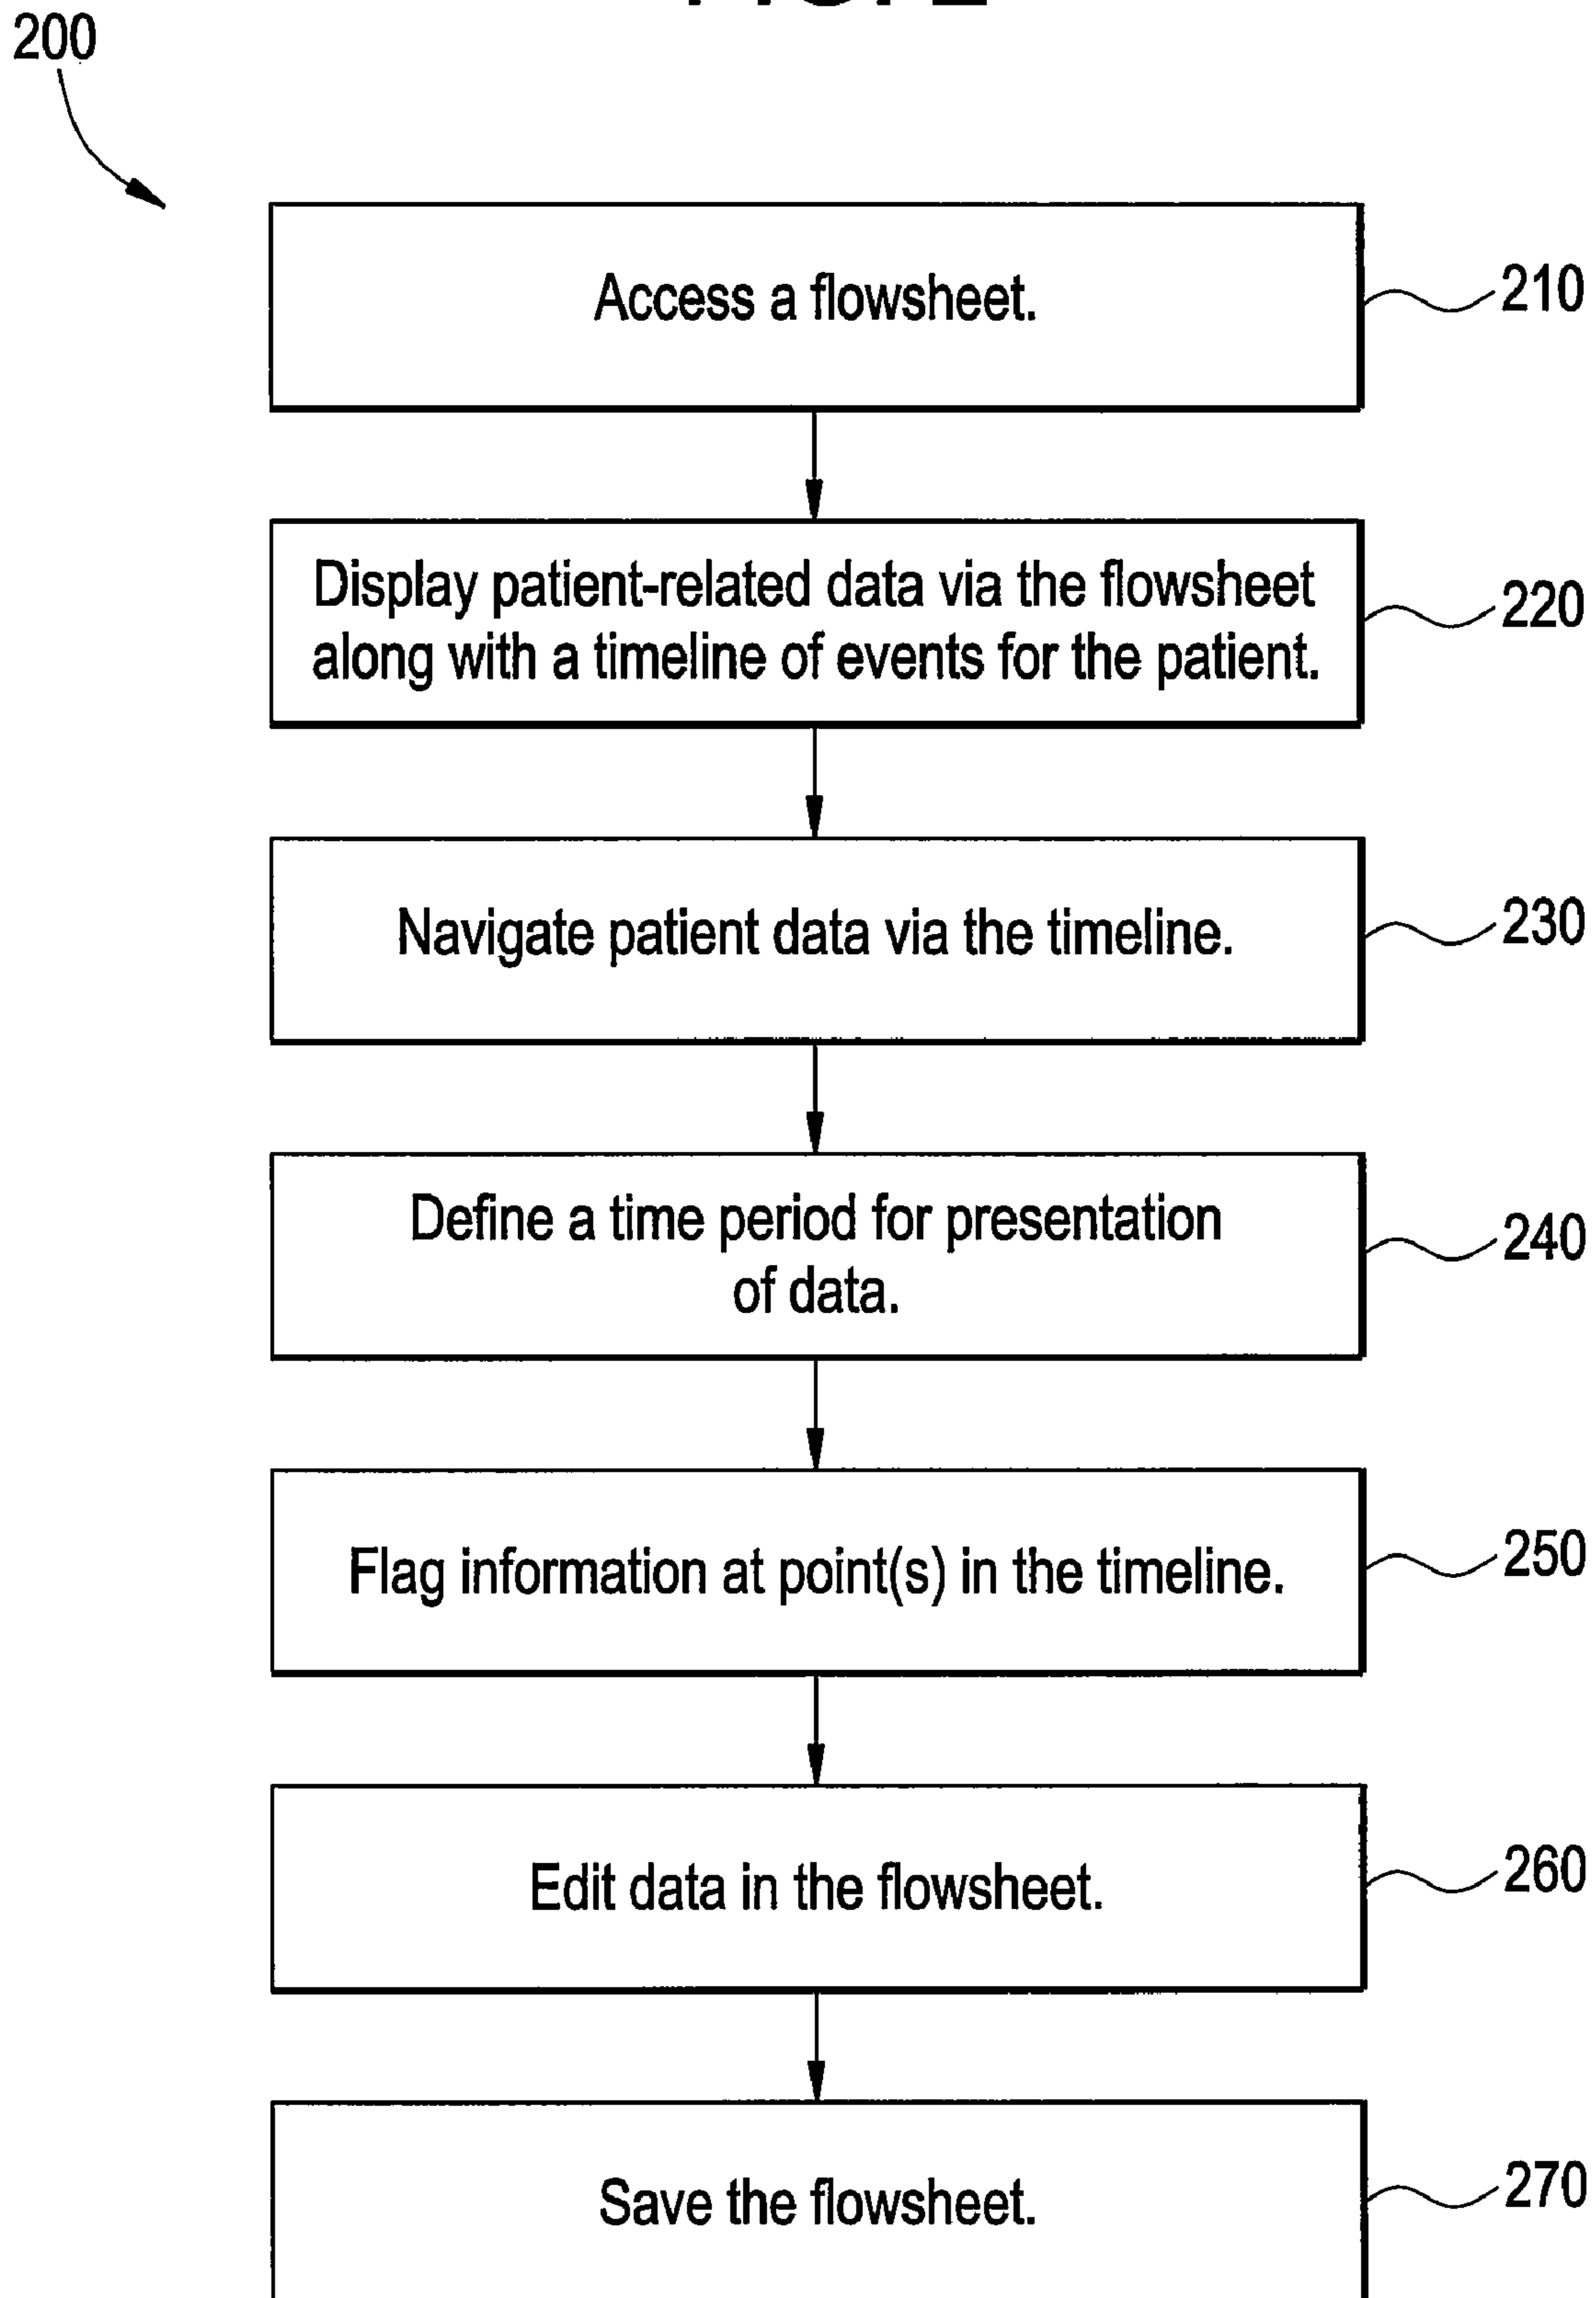 200
Access a flowsheet.
210
Display patient-related data via the flowsheet
along with a timeline of events for the patient.
220
Navigate patient data via the timeline.
230
Define a time period for presentation
of data.
240
Flag information at point(s) in the timeline.
250
Edit data in the flowsheet.
260
Save the flowsheet.
270